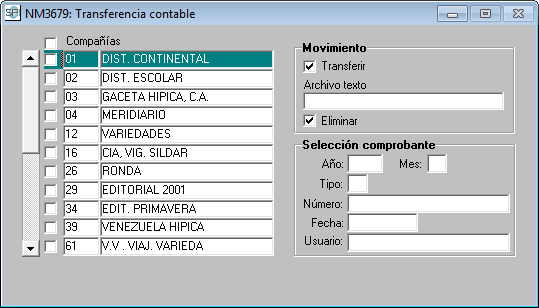 NM3679: Transferencia contable
Compañías
01 DIST. CONTINENTAL
02 DIST. ESCOLAR
03 GACETA HIPICA, C.A.
04 MERIDIARIO
12 VARIEDADES
16 CIA, VIG. SILDAR
26 RONDA
29 EDITORIAL 2001
34 EDIT. PRIMAVERA
39 VENEZUELA HIPICA
61 V.V . VIAJ. VARIEDA
Movimiento
Transferir
Archivo texto
Eliminar
Selección comprobante
Año: Mes:
Tipo:
Número:
Fecha:
Usuario: